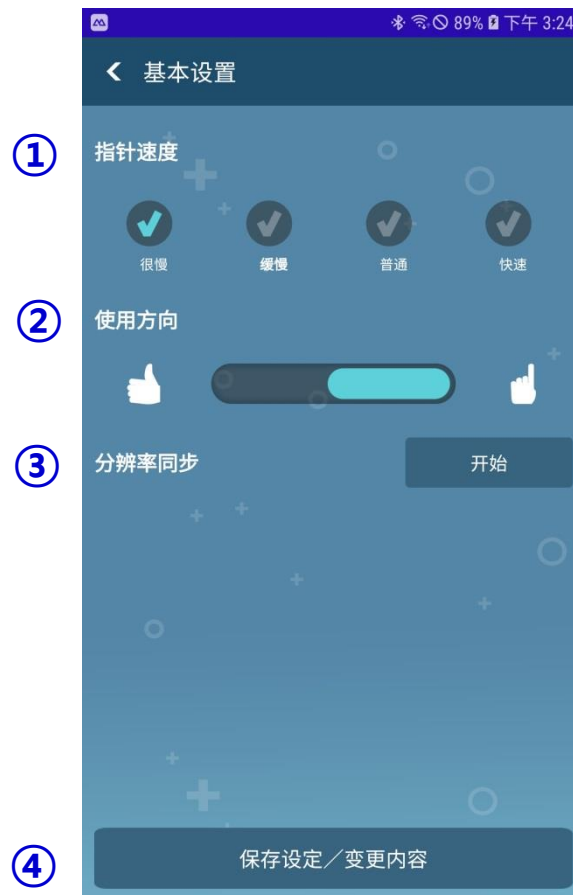 89% 下午 3:24
基本设置
① 指针速度
很慢 缓慢 普通 快速
② 使用方向
③ 分辨率同步 开始
④ 保存设定／变更内容